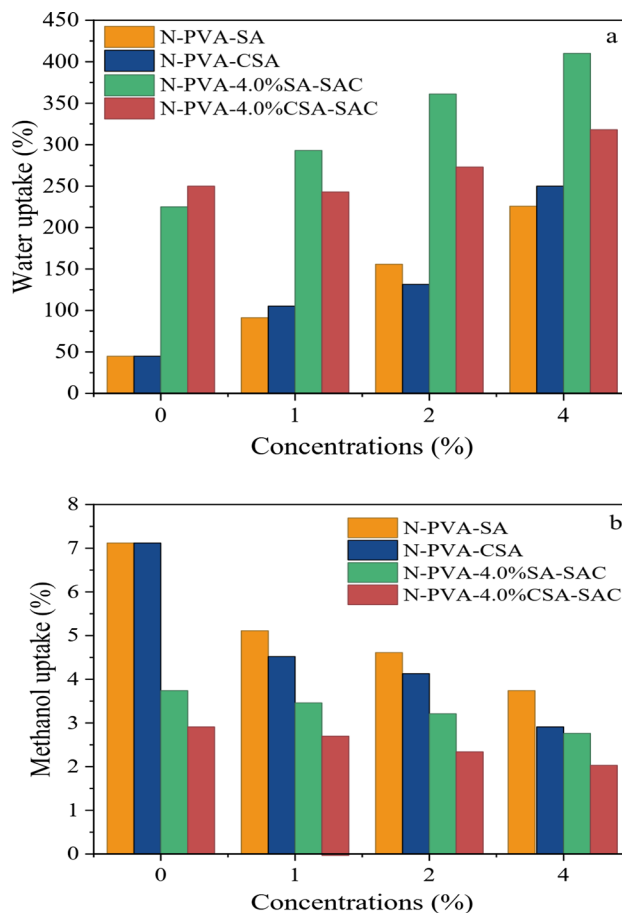 a
N-PVA-SA
N-PVA-CSA
N-PVA-4.0%SA-SAC
N-PVA-4.0%CSA-SAC
Water uptake (%)
450
400
350
300
250
200
150
100
50
0
0 1 2 4
Concentrations (%)
b
N-PVA-SA
N-PVA-CSA
N-PVA-4.0%SA-SAC
N-PVA-4.0%CSA-SAC
Methanol uptake (%)
8
7
6
5
4
3
2
1
0
0 1 2 4
Concentrations (%)